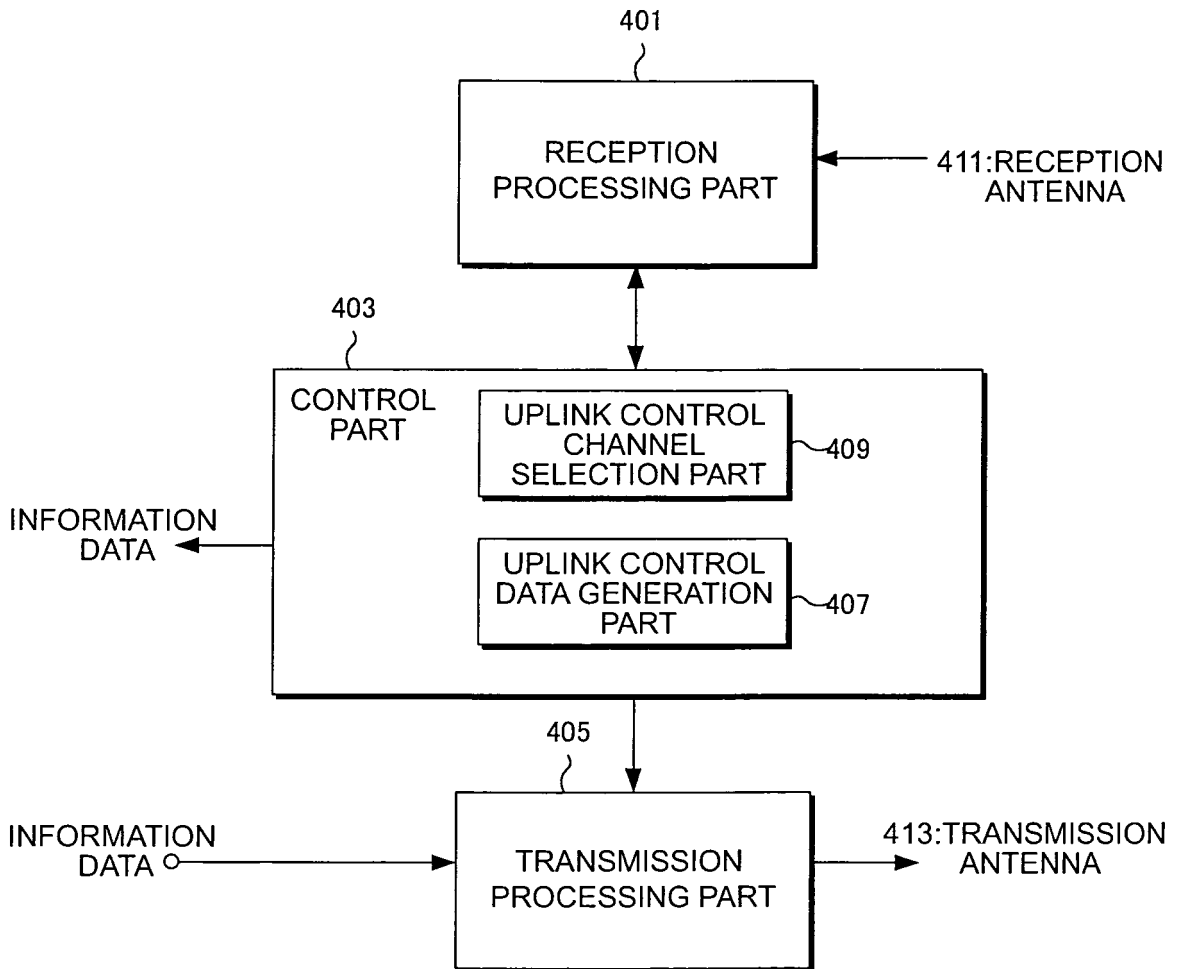 401
RECEPTION
PROCESSING PART
411:RECEPTION
ANTENNA
403
CONTROL
PART
UPLINK CONTROL
CHANNEL
SELECTION PART
409
INFORMATION
DATA
UPLINK CONTROL
DATA GENERATION
PART
407
405
INFORMATION
DATA
TRANSMISSION
PROCESSING PART
413:TRANSMISSION
ANTENNA